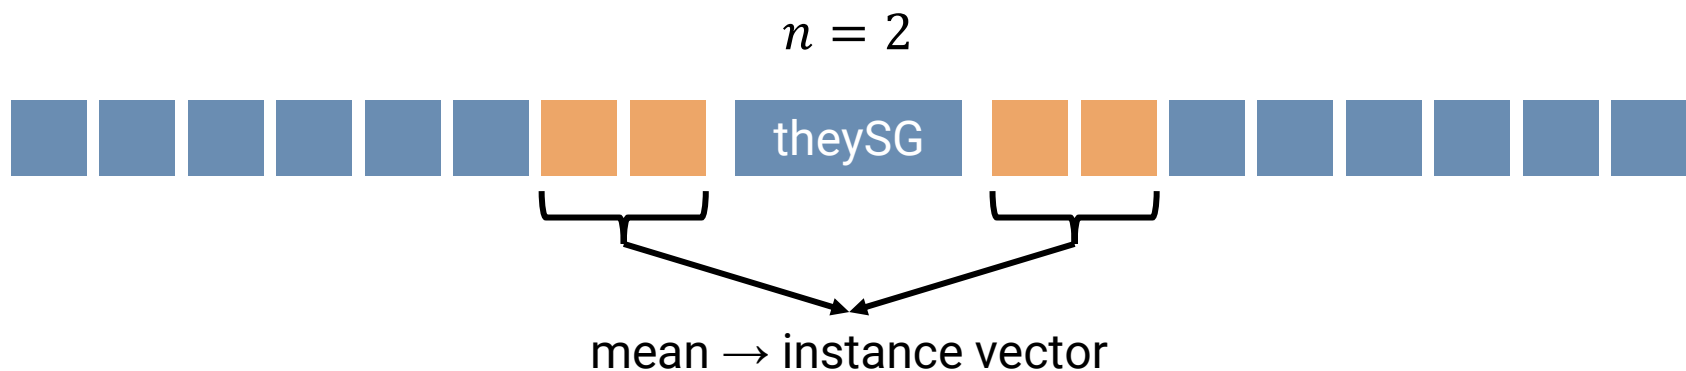 n = 2
theySG
mean → instance vector